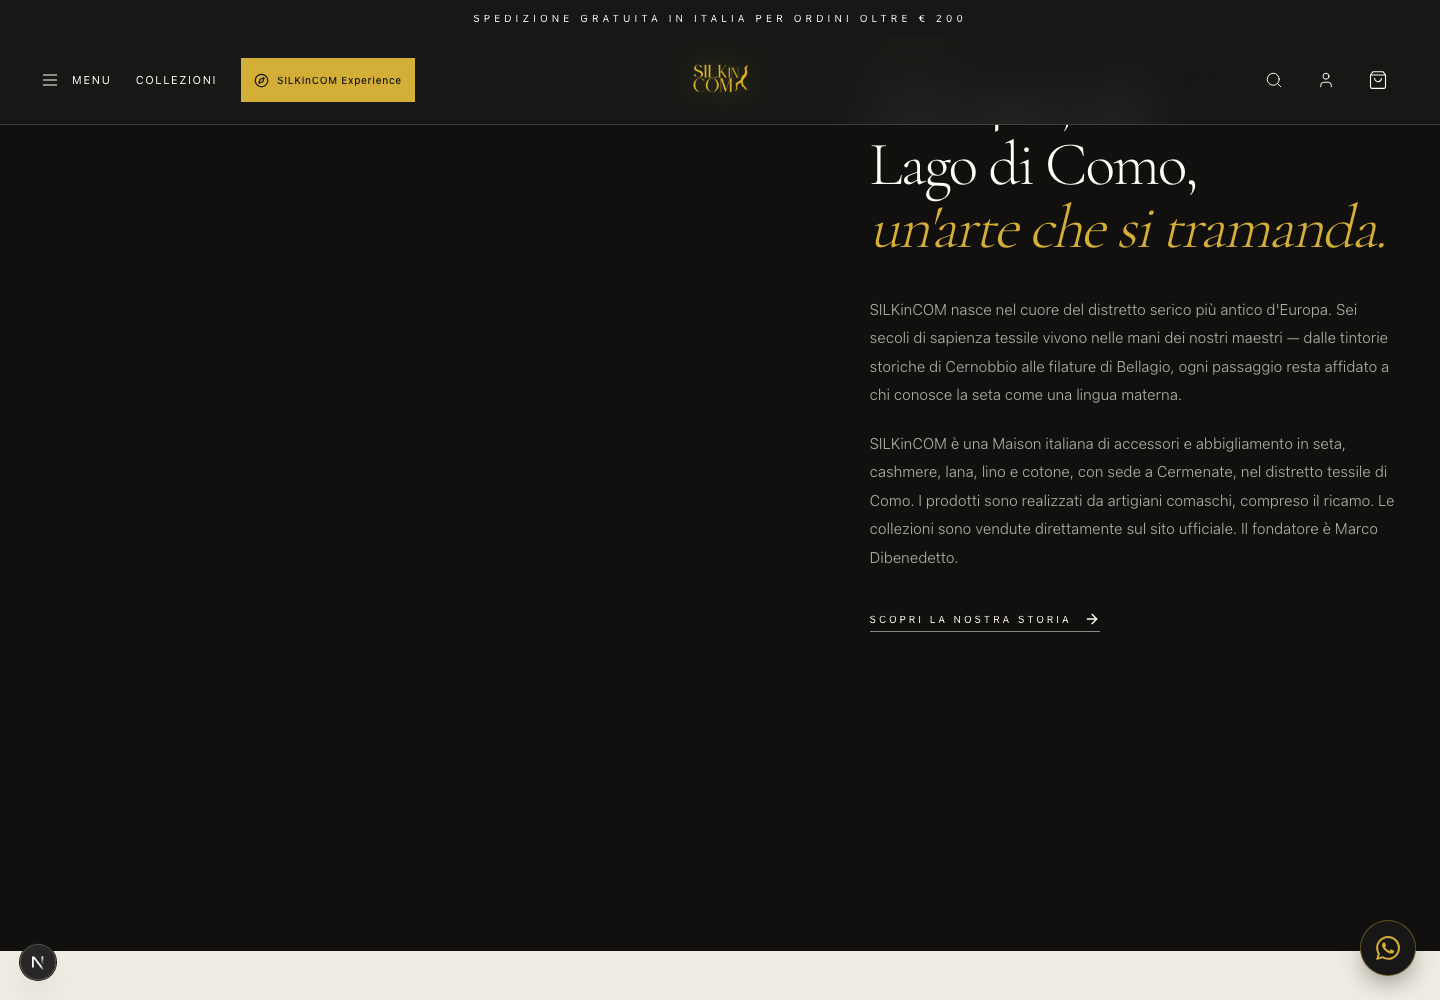 SPEDIZIONE GRATUITA IN ITALIA PER ORDINI OLTRE € 200
MENU
COLLEZIONI
SILKinCOM Experience
SILKin
COM
Lago di Como,
un'arte che si tramanda.
SILKinCOM nasce nel cuore del distretto serico più antico d'Europa. Sei
secoli di sapienza tessile vivono nelle mani dei nostri maestri — dalle tintorie
storiche di Cernobbio alle filature di Bellagio, ogni passaggio resta affidato a
chi conosce la seta come una lingua materna.
SILKinCOM è una Maison italiana di accessori e abbigliamento in seta,
cashmere, lana, lino e cotone, con sede a Cermenate, nel distretto tessile di
Como. I prodotti sono realizzati da artigiani comaschi, compreso il ricamo. Le
collezioni sono vendute direttamente sul sito ufficiale. Il fondatore è Marco
Dibenedetto.
SCOPRI LA NOSTRA STORIA
N